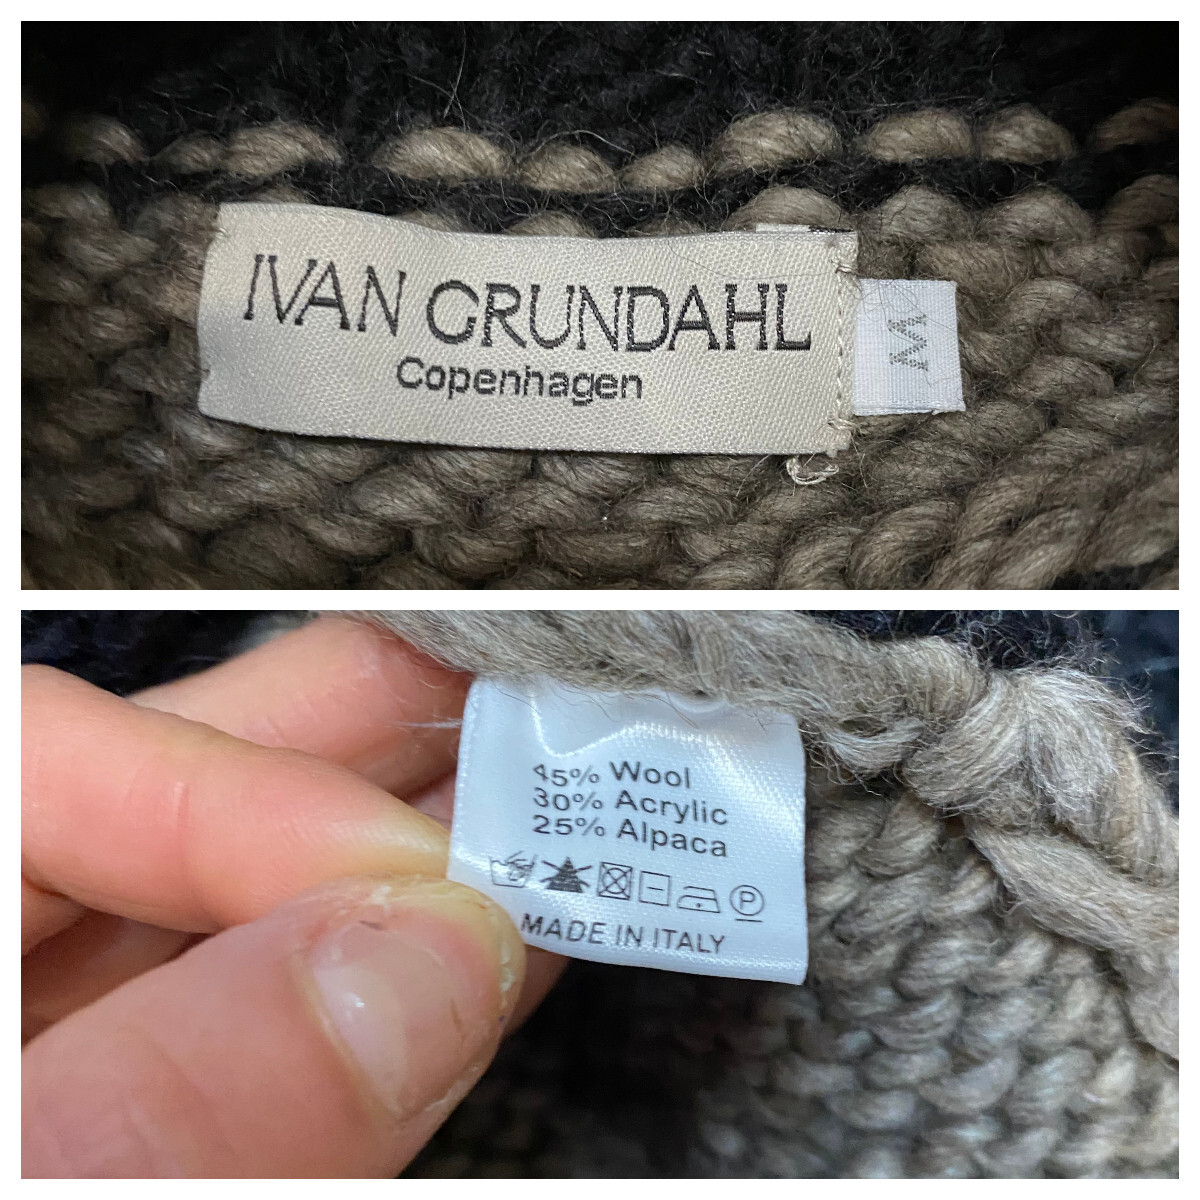 IVAN GRUNDAHL
Copenhagen
M
45% Wool
30% Acrylic
25% Alpaca
P
MADE IN ITALY